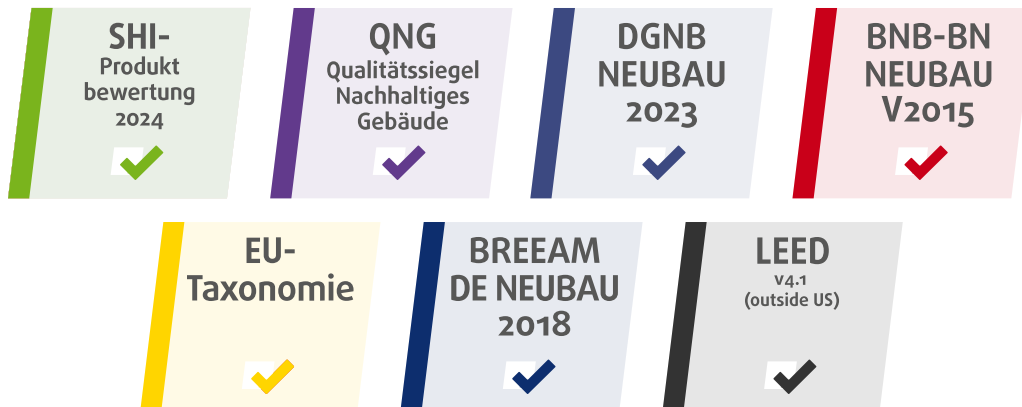 SHI-
Produkt
bewertung
2024
QNG
Qualitätssiegel
Nachhaltiges
Gebäude
DGNB
NEUBAU
2023
BNB-BN
NEUBAU
V2015
EU-
Taxonomie
BREEAM
DE NEUBAU
2018
LEED
v4.1
(outside US)